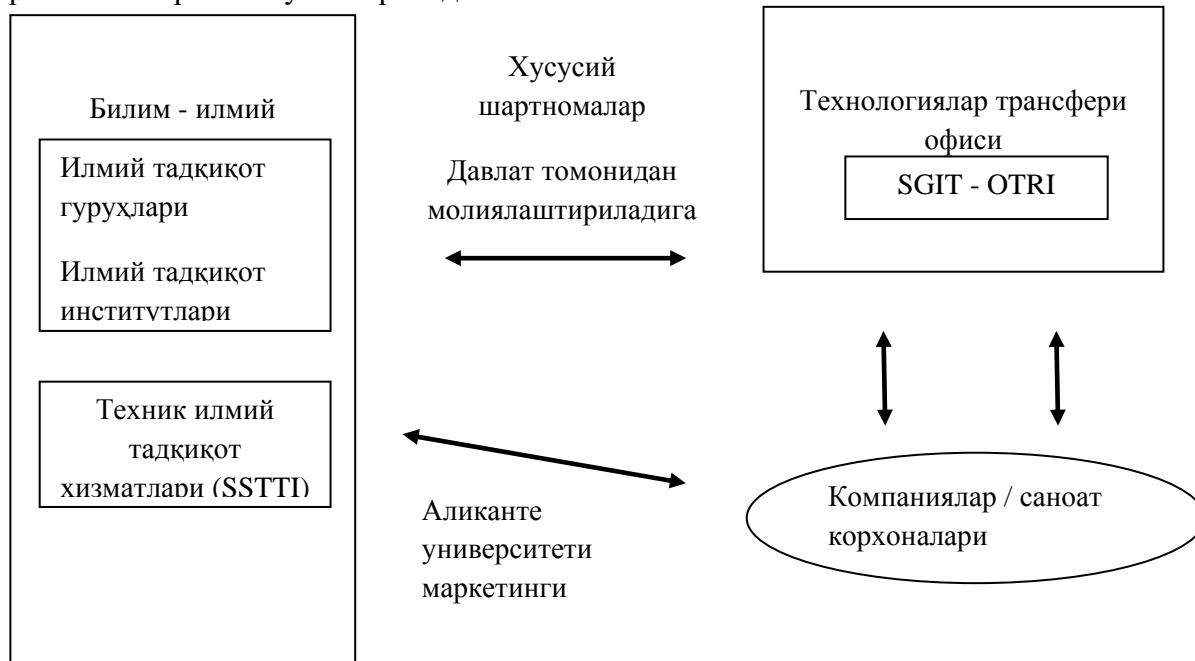 Билим - илмий
Илмий тадқиқот
гуруҳлари
Илмий тадқиқот
институтлари
Техник илмий
тадқиқот
хизматлари (SSTTI)
Хусусий
шартномалар
Давлат томонидан
молиялаштириладига
Аликанте
университети
маркетинги
Технологиялар трансфери
офиси
SGIT - OTRI
Компаниялар / саноат
корхоналари